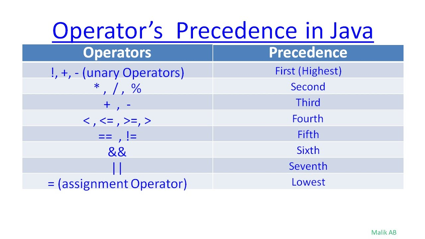 Operator's Precedence in Java
Operators Precedence
!, +, - (unary Operators) First (Highest)
* , / , % Second
+ , - Third
< , <= , >=, > Fourth
== , != Fifth
&& Sixth
|| Seventh
= (assignment Operator) Lowest
Malik AB